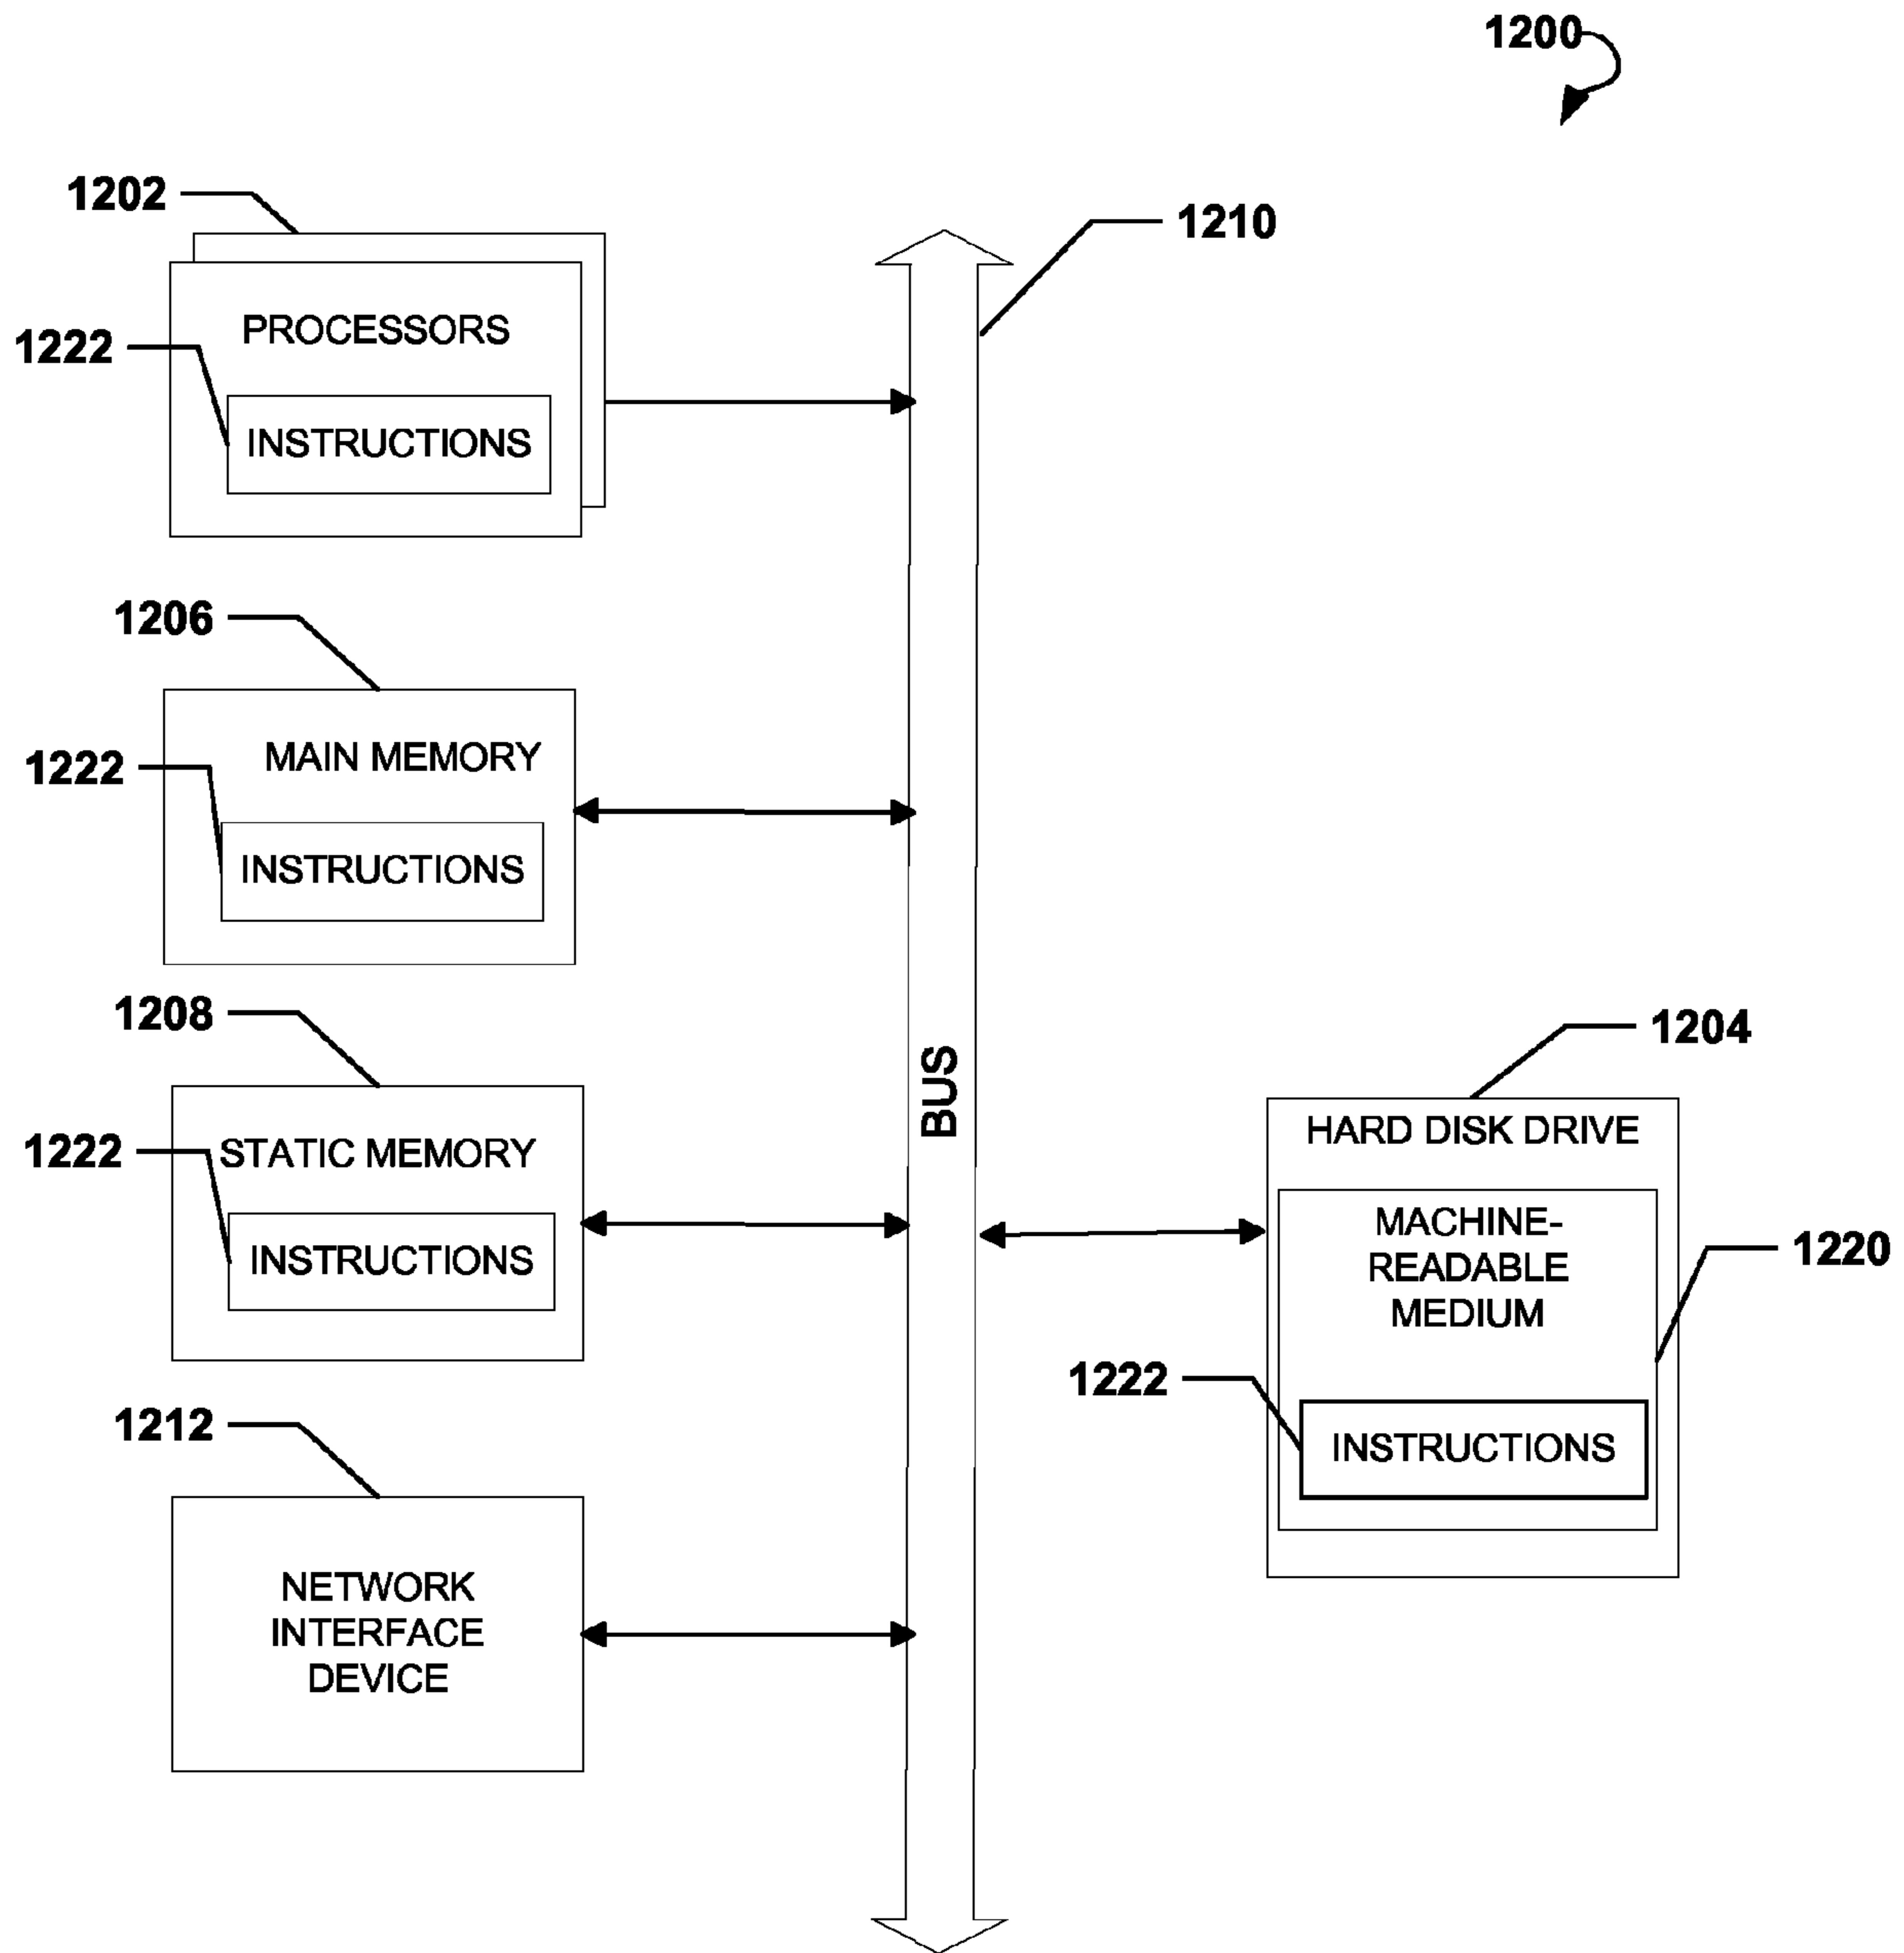 1200
1202
1210
PROCESSORS
1222
INSTRUCTIONS
1206
MAIN MEMORY
1222
INSTRUCTIONS
1208
1204
BUS
HARD DISK DRIVE
STATIC MEMORY
1222
INSTRUCTIONS
MACHINE-
READABLE
MEDIUM
1220
1222
INSTRUCTIONS
1212
NETWORK
INTERFACE
DEVICE